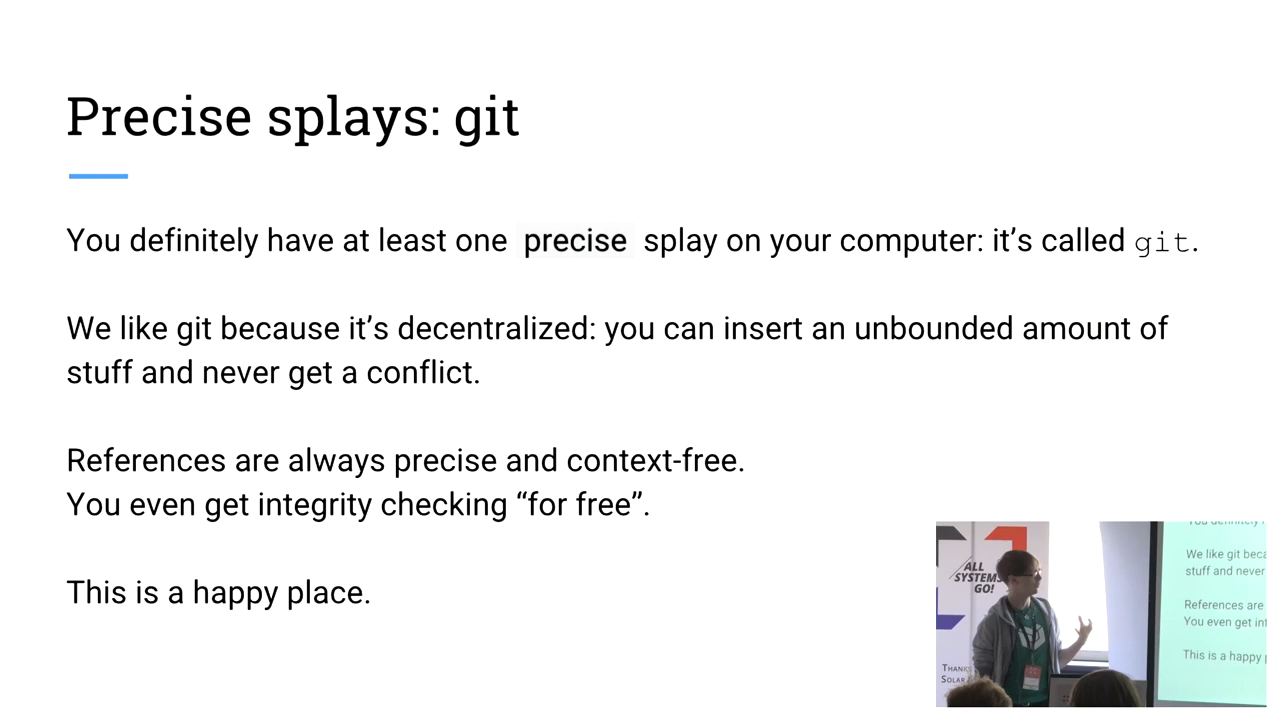 Precise splays: git
You definitely have at least one precise splay on your computer: it’s called git.
We like git because it’s decentralized: you can insert an unbounded amount of
stuff and never get a conflict.
References are always precise and context-free.
You even get integrity checking “for free”.
This is a happy place.
ALL
SYSTEMS
GO!
THANKS
SOLAR
We like git beca
stuff and never
References are
You even get int
This is a happy p